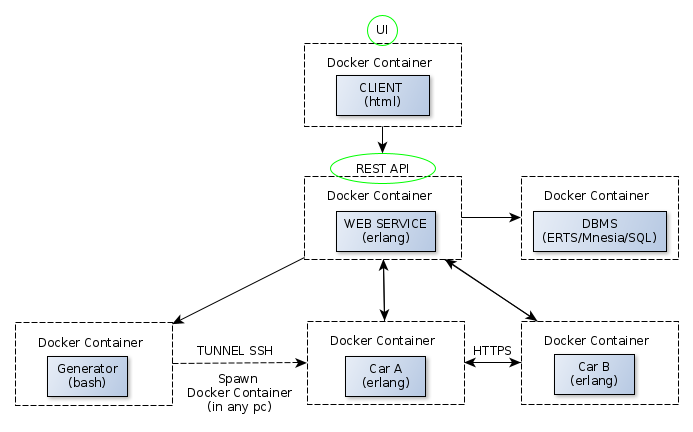 UI
Docker Container
CLIENT
(html)
REST API
Docker Container
WEB SERVICE
(erlang)
Docker Container
DBMS
(ERTS/Mnesia/SQL)
Docker Container
Generator
(bash)
TUNNEL SSH
Spawn
Docker Container
(in any pc)
Docker Container
Car A
(erlang)
HTTPS
Docker Container
Car B
(erlang)